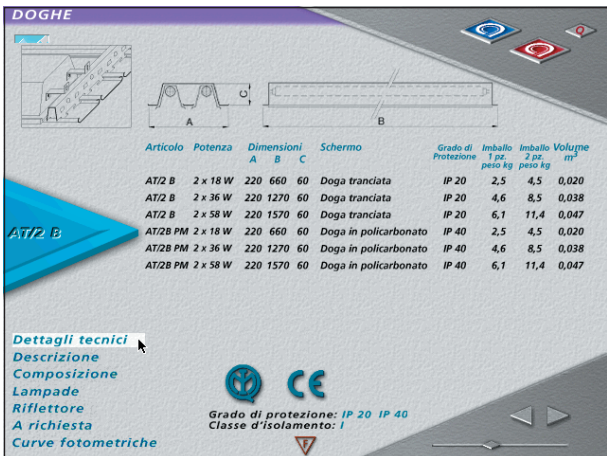 DOGHE
Q
A
B
C
Articolo Potenza Dimensioni Schermo Grado di Protezione Imballo 1 pz. peso kg Imballo 2 pz. peso kg Volume m³
A B C
AT/2 B 2 x 18 W 220 660 60 Doga tranciata IP 20 2,5 4,5 0,020
AT/2 B 2 x 36 W 220 1270 60 Doga tranciata IP 20 4,6 8,5 0,038
AT/2 B 2 x 58 W 220 1570 60 Doga tranciata IP 20 6,1 11,4 0,047
AT/2B PM 2 x 18 W 220 660 60 Doga in policarbonato IP 40 2,5 4,5 0,020
AT/2B PM 2 x 36 W 220 1270 60 Doga in policarbonato IP 40 4,6 8,5 0,038
AT/2B PM 2 x 58 W 220 1570 60 Doga in policarbonato IP 40 6,1 11,4 0,047
AT/2 B
Dettagli tecnici
Descrizione
Composizione
Lampade
Riflettore
A richiesta
Curve fotometriche
CE
Grado di protezione: IP 20 IP 40
Classe d'isolamento: I
F